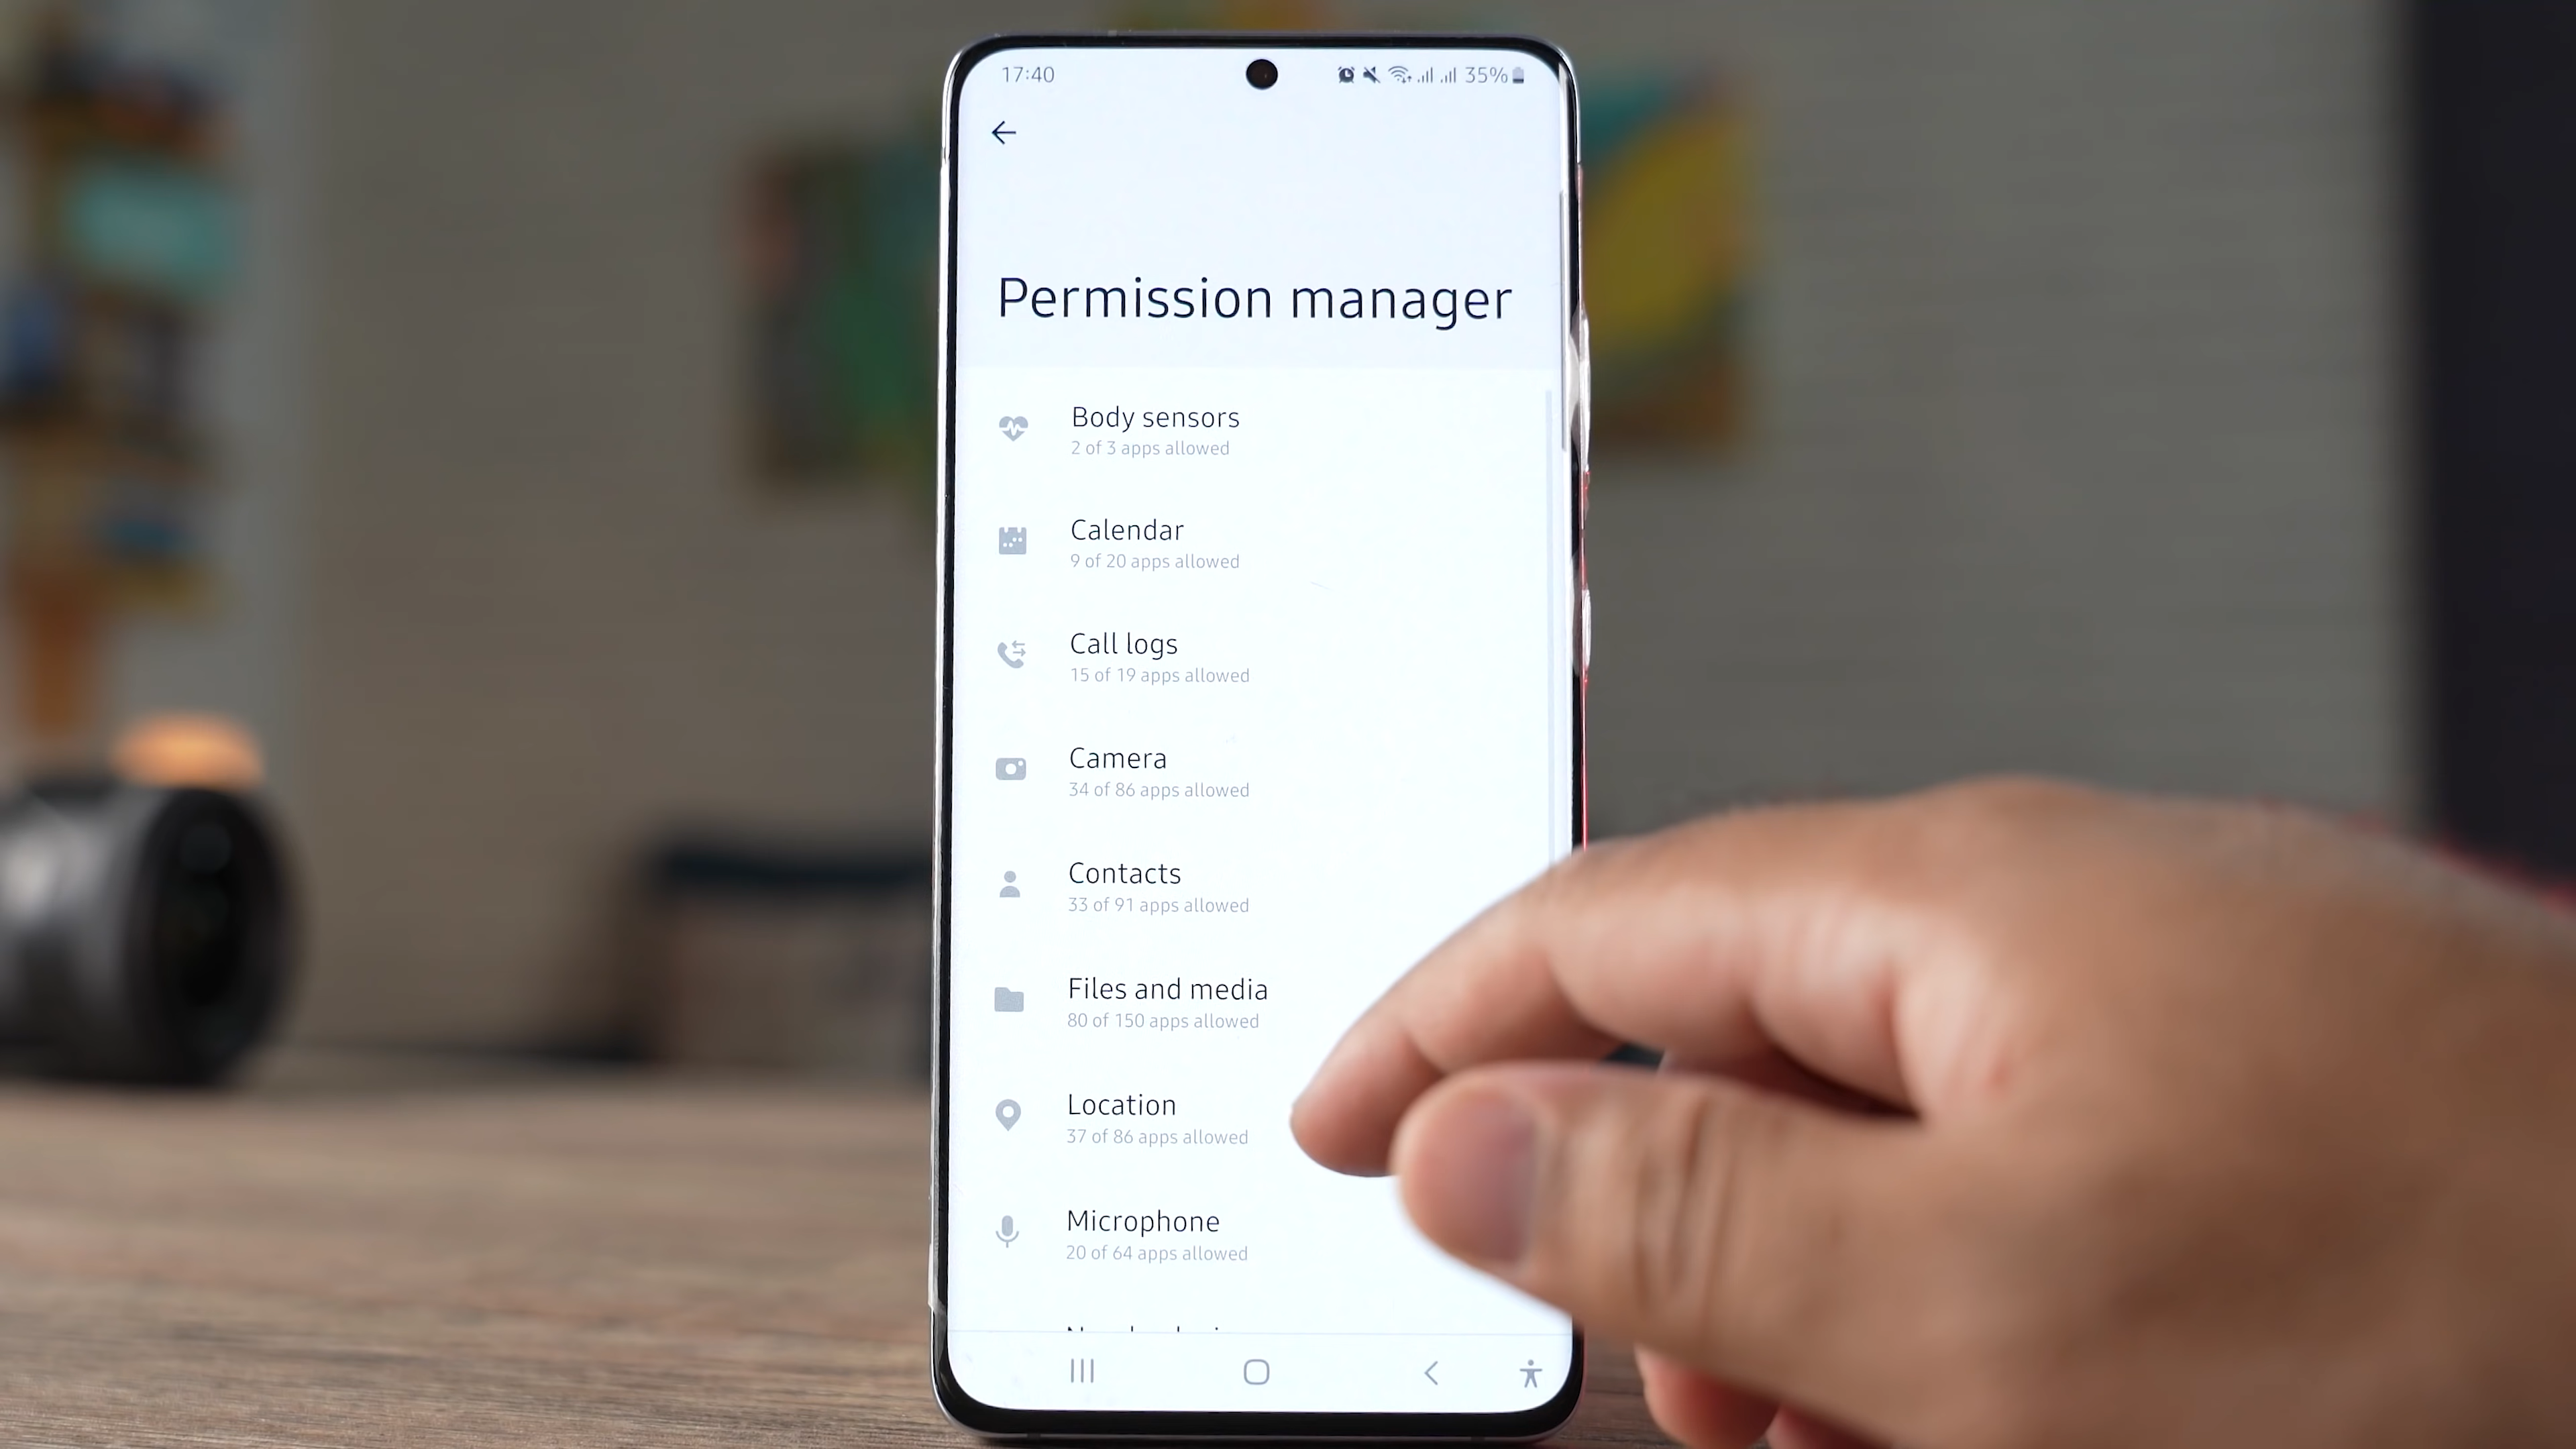 17:40
35%
Permission manager
Body sensors
2 of 3 apps allowed
Calendar
9 of 20 apps allowed
Call logs
15 of 19 apps allowed
Camera
34 of 86 apps allowed
Contacts
33 of 91 apps allowed
Files and media
80 of 150 apps allowed
Location
37 of 86 apps allowed
Microphone
20 of 64 apps allowed